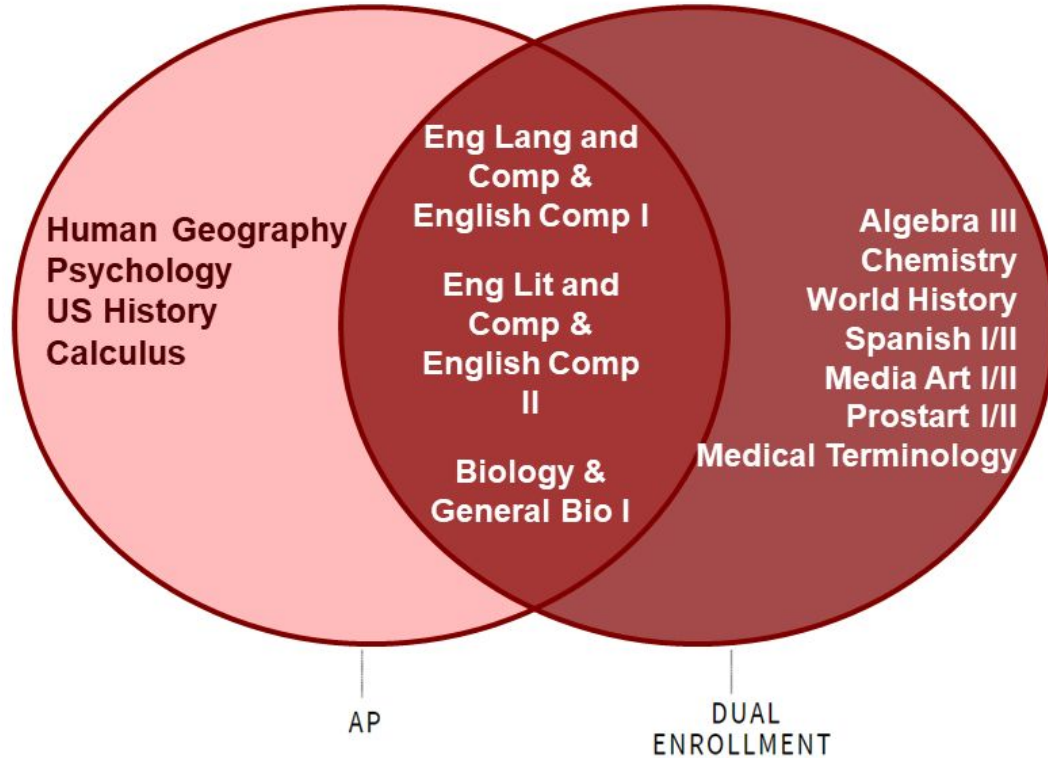 Human Geography
Psychology
US History
Calculus
Eng Lang and
Comp &
English Comp I
Eng Lit and
Comp &
English Comp
II
Biology &
General Bio I
Algebra III
Chemistry
World History
Spanish I/II
Media Art I/II
Prostart I/II
Medical Terminology
AP
DUAL
ENROLLMENT